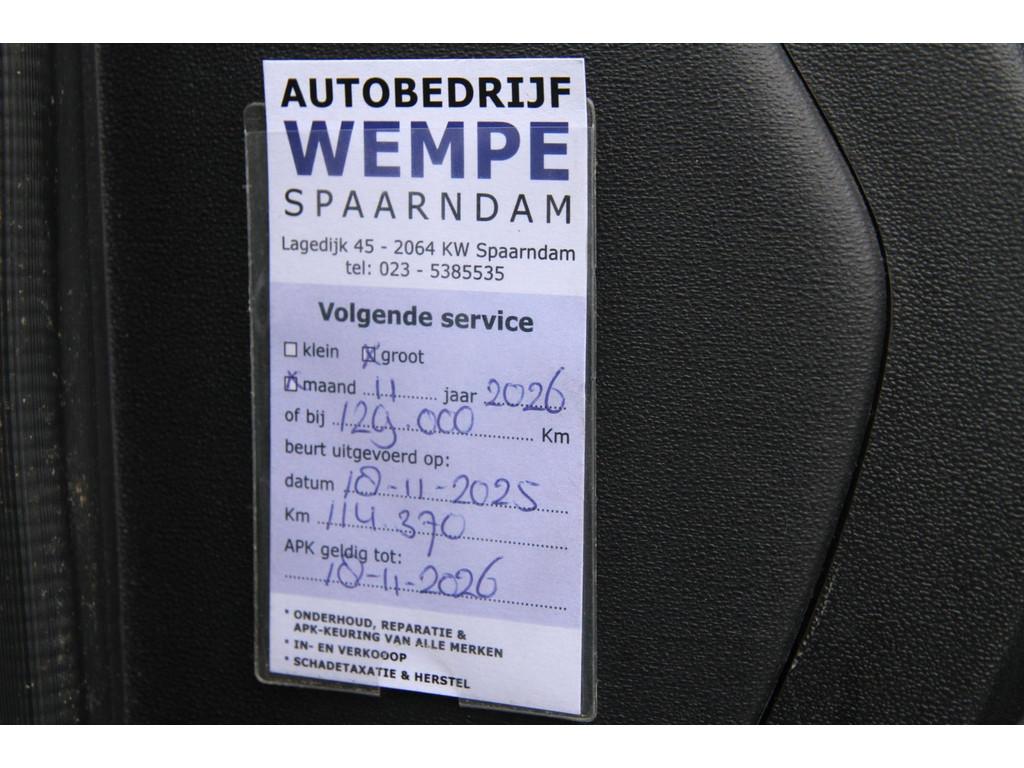 AUTOBEDRIJF
WEMPE
SPAARNDAM
Lagedijk 45 - 2064 KW Spaarndam
tel: 023 - 5385535
Volgende service
☐ klein ☒ groot
☒ maand 11 jaar 2026
of bij 129.000 Km
beurt uitgevoerd op:
datum 18-11-2025
Km 114.370
APK geldig tot:
18-11-2026
* ONDERHOUD, REPARATIE &
APK-KEURING VAN ALLE MERKEN
* IN- EN VERKOOOP
* SCHADETAXATIE & HERSTEL